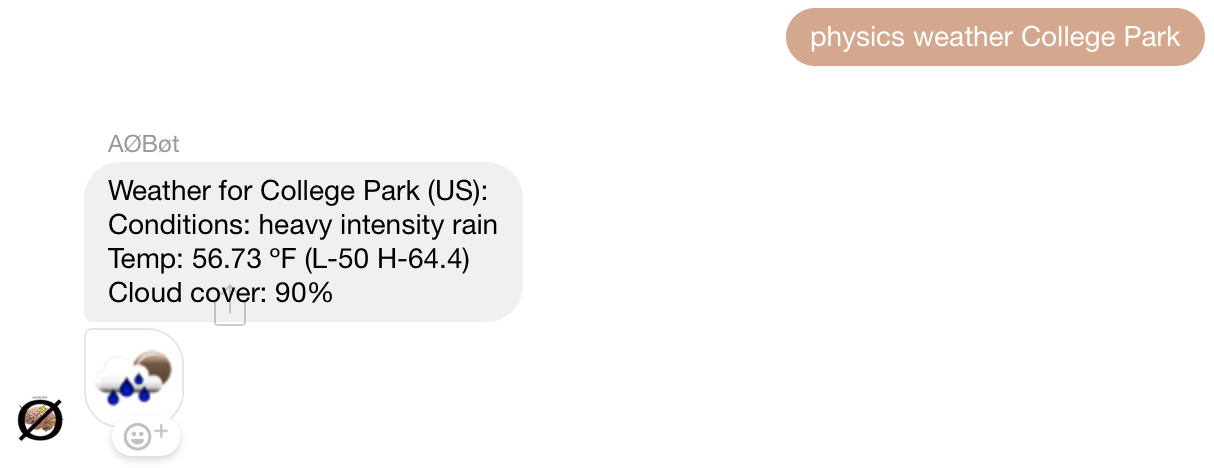 physics weather College Park
AØBøt
Weather for College Park (US):
Conditions: heavy intensity rain
Temp: 56.73 ºF (L-50 H-64.4)
Cloud cover: 90%